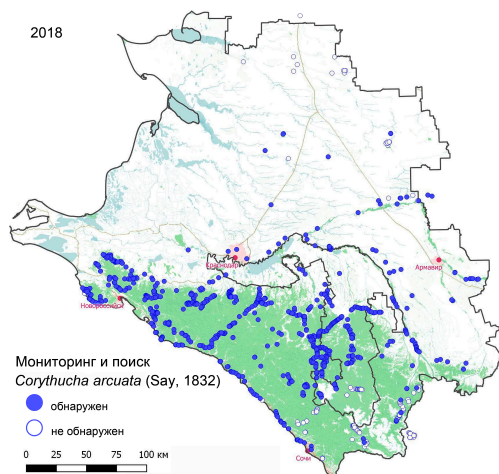 2018
Краснодар
Армавир
Новороссийск
Мониторинг и поиск
Corythucha arcuata (Say, 1832)
обнаружен
не обнаружен
Сочи
0 25 50 75 100 км